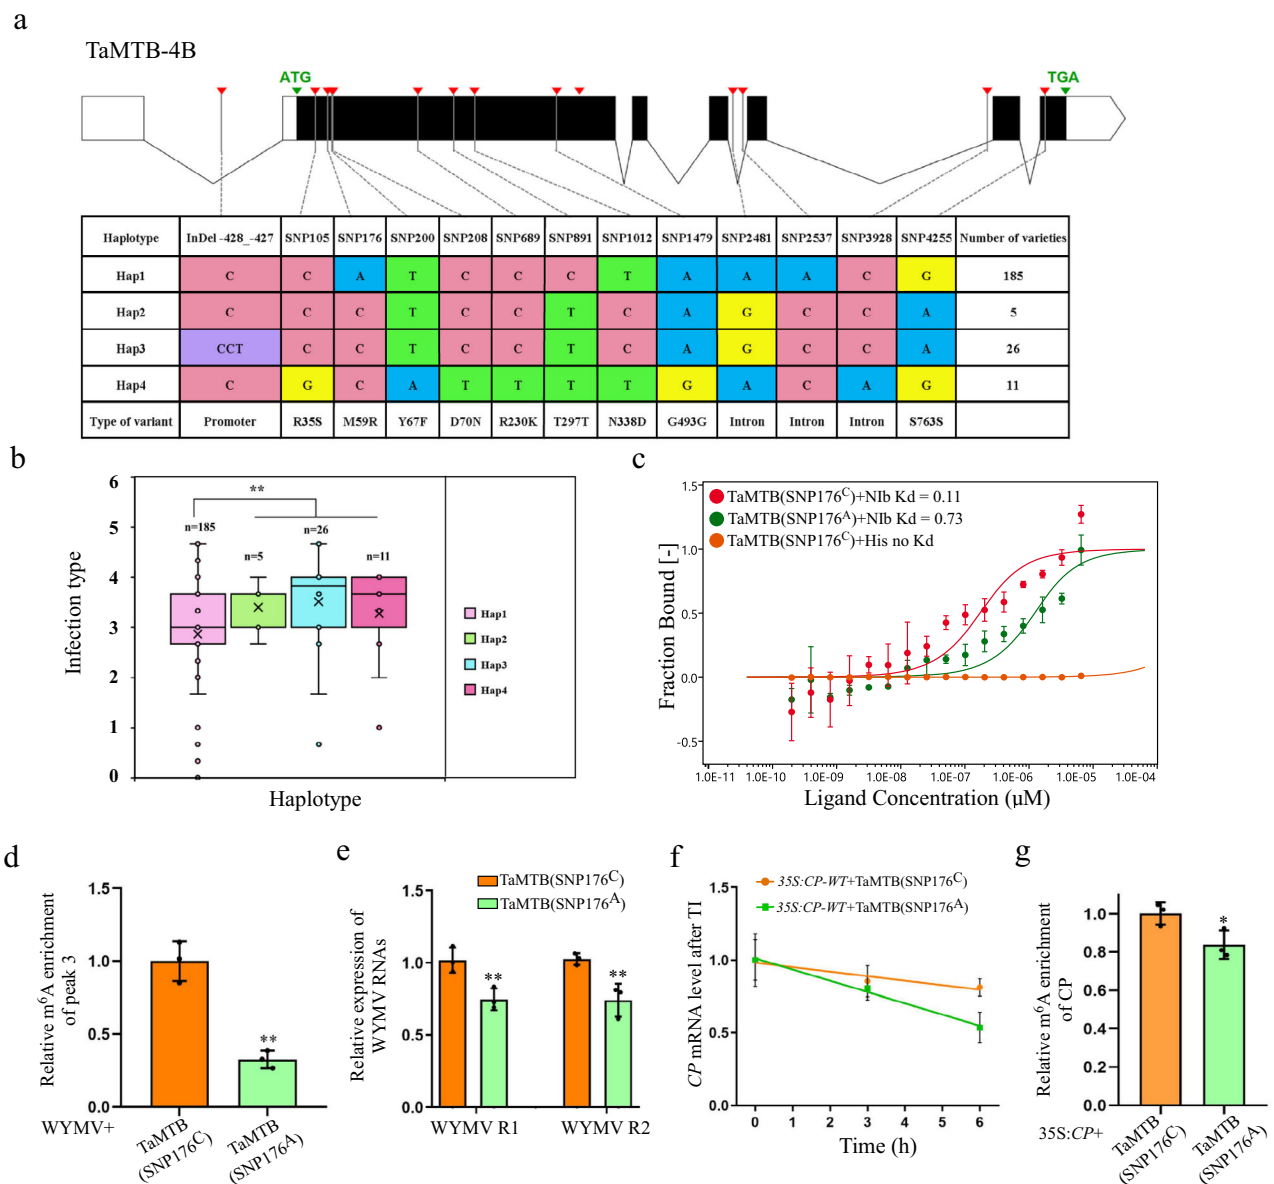 a
TaMTB-4B
ATG
TGA
Haplotype InDel -428_-427 SNP105 SNP176 SNP200 SNP208 SNP689 SNP891 SNP1012 SNP1479 SNP2481 SNP2537 SNP3928 SNP4255 Number of varieties
Hap1 C C A T C C C T A A A C G 185
Hap2 C C C T C C T C A G C C A 5
Hap3 CCT C C T C C T C A G C C A 26
Hap4 C G C A T T T T G A C A G 11
Type of variant Promoter R35S M59R Y67F D70N R230K T297T N338D G493G Intron Intron Intron S763S
b
Infection type
6
5
4
3
2
1
0
**
n=185
n=5
n=26
n=11
Hap1
Hap2
Hap3
Hap4
Haplotype
c
TaMTB(SNP176C)+NIb Kd = 0.11
TaMTB(SNP176A)+NIb Kd = 0.73
TaMTB(SNP176C)+His no Kd
Fraction Bound [-]
1.5
1.0
0.5
0.0
-0.5
1.0E-11 1.0E-10 1.0E-09 1.0E-08 1.0E-07 1.0E-06 1.0E-05 1.0E-04
Ligand Concentration (μM)
d
Relative m6A enrichment
of peak 3
1.5
1.0
0.5
0.0
**
WYMV+
TaMTB
(SNP176C)
TaMTB
(SNP176A)
e
Relative expression of
WYMV RNAs
TaMTB(SNP176C)
TaMTB(SNP176A)
1.5
1.0
0.5
0.0
**
**
WYMV R1
WYMV R2
f
CP mRNA level after TI
35S:CP-WT+TaMTB(SNP176C)
35S:CP-WT+TaMTB(SNP176A)
1.5
1.0
0.5
0.0
0 1 2 3 4 5 6
Time (h)
g
Relative m6A enrichment
of CP
1.0
0.8
0.6
0.4
0.2
0.0
*
35S:CP+
TaMTB
(SNP176C)
TaMTB
(SNP176A)